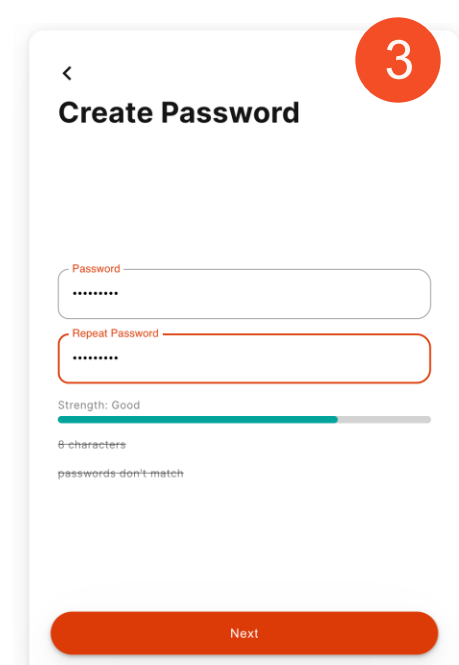 3
Create Password
Password
•••••••••
Repeat Password
•••••••••
Strength: Good
8 characters
passwords don't match
Next